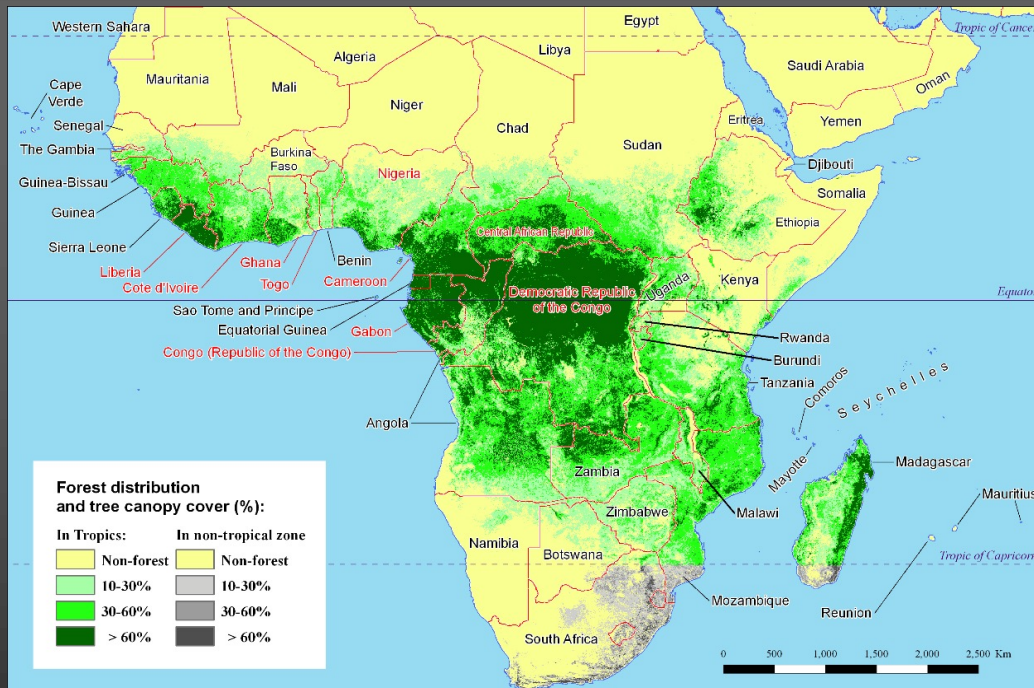 Western Sahara
Egypt
Tropic of Cancer
Algeria
Libya
Saudi Arabia
Mauritania
Mali
Oman
Cape
Verde
Niger
Chad
Senegal
Eritrea
Yemen
The Gambia
Burkina
Faso
Sudan
Djibouti
Nigeria
Guinea-Bissau
Somalia
Guinea
Ethiopia
Central African Republic
Sierra Leone
Benin
Ghana
Liberia
Cameroon
Togo
Cote d'Ivoire
Uganda
Kenya
Democratic Republic
of the Congo
Equator
Sao Tome and Principe
Equatorial Guinea
Gabon
Rwanda
Congo (Republic of the Congo)
Burundi
Tanzania
Comoros
Seychelles
Angola
Mayotte
Madagascar
Zambia
Mauritius
Malawi
Zimbabwe
Namibia
Botswana
Tropic of Capricorn
Mozambique
Reunion
South Africa
Forest distribution
and tree canopy cover (%):
In Tropics: In non-tropical zone
Non-forest Non-forest
10-30% 10-30%
30-60% 30-60%
> 60% > 60%
0 500 1,000 1,500 2,000 2,500 Km